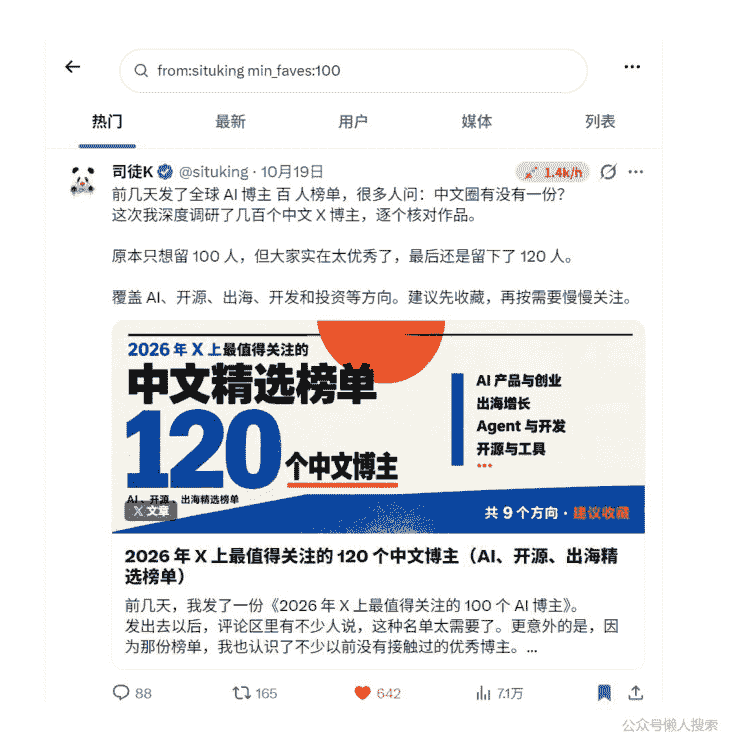 from:situking min_faves:100
热门 最新 用户 媒体 列表
司徒K @situking · 10月19日 1.4k/h
前几天发了全球 AI 博主 百 人榜单，很多人问：中文圈有没有一份？
这次我深度调研了几百个中文 X 博主，逐个核对作品。
原本只想留 100 人，但大家实在太优秀了，最后还是留下了 120 人。
覆盖 AI、开源、出海、开发和投资等方向。建议先收藏，再按需要慢慢关注。
2026 年 X 上最值得关注的
中文精选榜单
120 个中文博主
AI 、开源 、出海精选榜单
X 文章
AI 产品与创业
出海增长
Agent 与开发
开源与工具
共 9 个方向 · 建议收藏
2026 年 X 上最值得关注的 120 个中文博主（AI、开源、出海精
选榜单）
前几天，我发了一份《2026 年 X 上最值得关注的 100 个 AI 博主》。
发出去以后，评论区里有不少人说，这种名单太需要了。更意外的是，因
为那份榜单，我也认识了不少以前没有接触过的优秀博主。...
88 165 642 7.1万
公众号懒人搜索